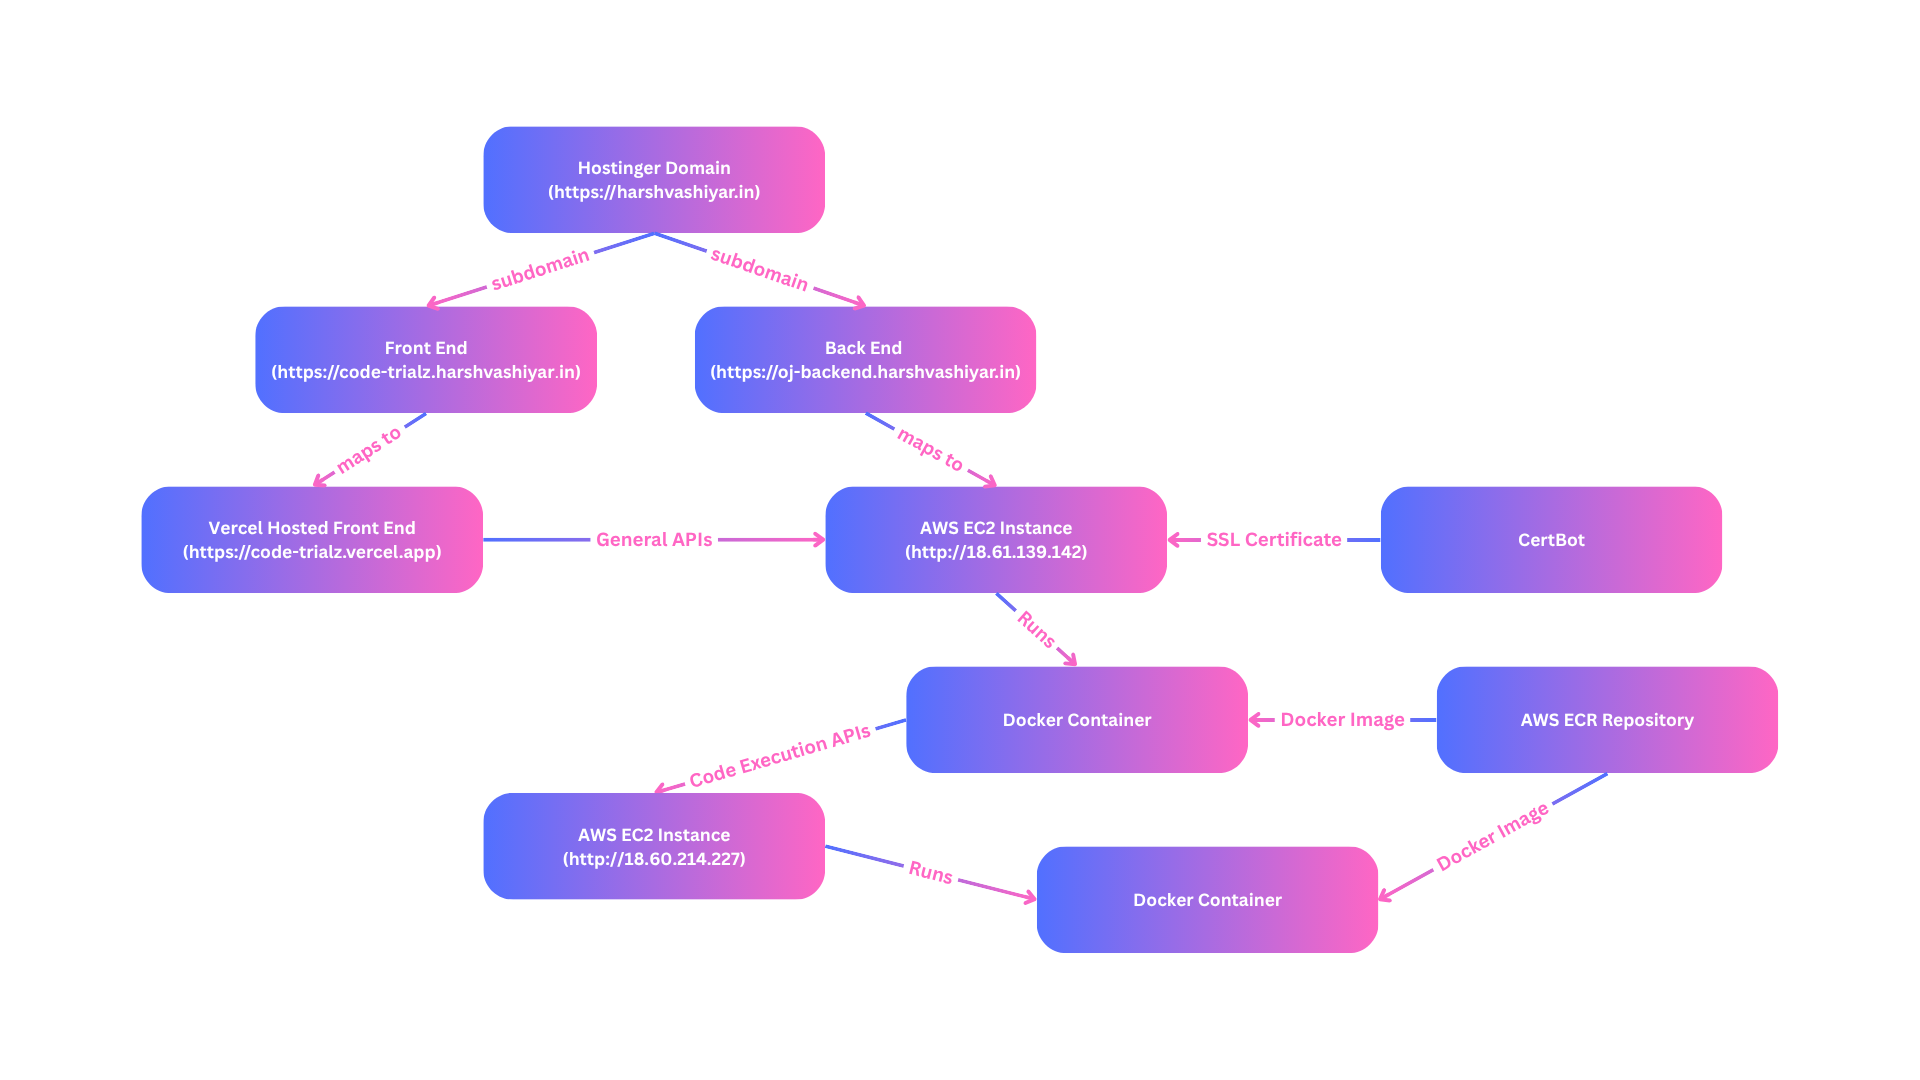 Hostinger Domain
(https://harshvashiyar.in)
subdomain
subdomain
Front End
(https://code-trialz.harshvashiyar.in)
Back End
(https://oj-backend.harshvashiyar.in)
maps to
maps to
Vercel Hosted Front End
(https://code-trialz.vercel.app)
General APIs
AWS EC2 Instance
(http://18.61.139.142)
SSL Certificate
CertBot
Runs
Docker Container
Docker Image
AWS ECR Repository
Code Execution APIs
AWS EC2 Instance
(http://18.60.214.227)
Runs
Docker Container
Docker Image